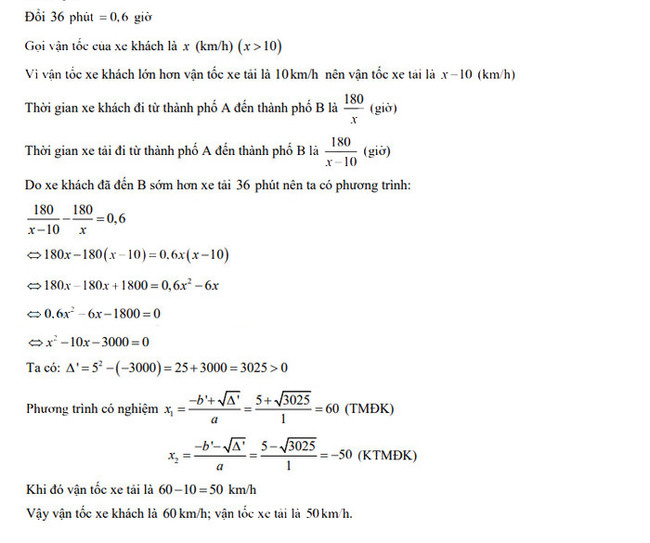 Đổi 36 phút = 0,6 giờ
Gọi vận tốc của xe khách là x (km/h) (x > 10)
Vì vận tốc xe khách lớn hơn vận tốc xe tải là 10km/h nên vận tốc xe tải là x − 10 (km/h)
Thời gian xe khách đi từ thành phố A đến thành phố B là 180/x (giờ)
Thời gian xe tải đi từ thành phố A đến thành phố B là 180/(x − 10) (giờ)
Do xe khách đã đến B sớm hơn xe tải 36 phút nên ta có phương trình:
180/(x − 10) − 180/x = 0,6
⇔ 180x − 180(x − 10) = 0.6x(x − 10)
⇔ 180x − 180x + 1800 = 0,6x² − 6x
⇔ 0.6x² − 6x − 1800 = 0
⇔ x² − 10x − 3000 = 0
Ta có: Δ' = 5² − (−3000) = 25 + 3000 = 3025 > 0
Phương trình có nghiệm x₁ = (−b' + √Δ')/a = (5 + √3025)/1 = 60 (TMĐK)
x₂ = (−b' − √Δ')/a = (5 − √3025)/1 = −50 (KTMĐK)
Khi đó vận tốc xe tải là 60 − 10 = 50 km/h
Vậy vận tốc xe khách là 60 km/h; vận tốc xe tải là 50km/h.